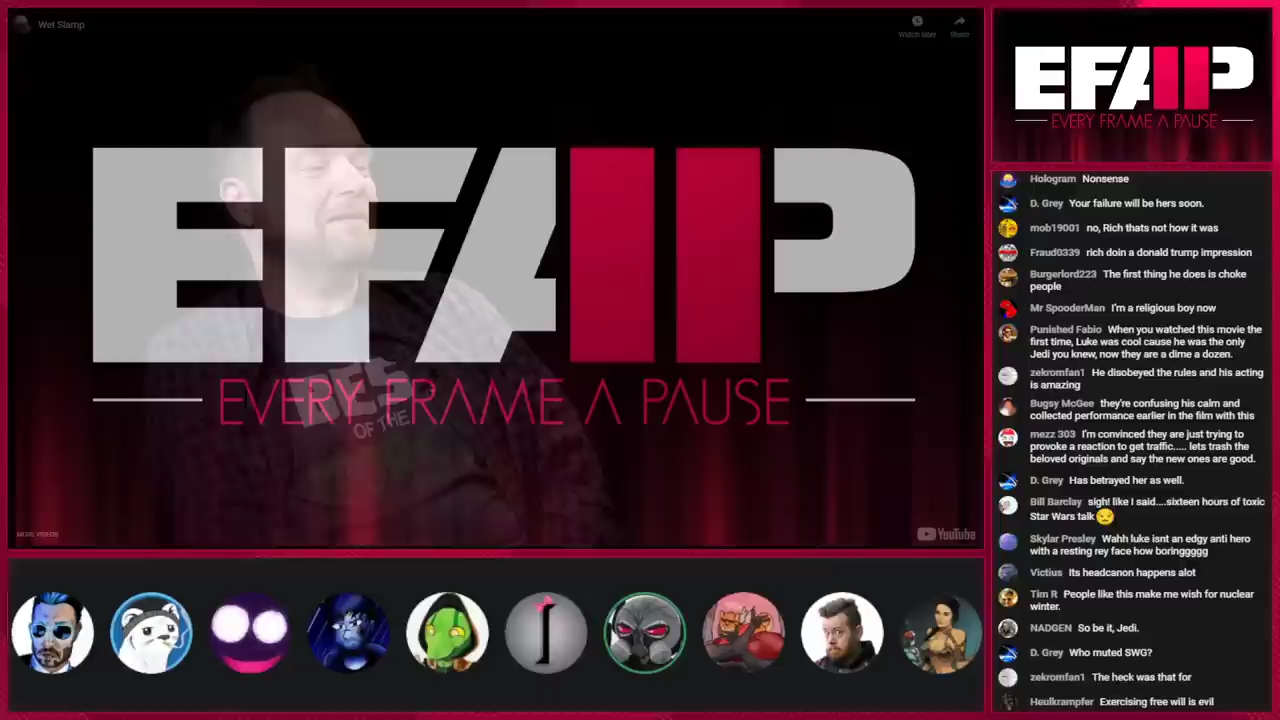 Wet Slamp
Watch later
Share
EFAP
EVERY FRAME A PAUSE
OF THE
MORE VIDEOS
YouTube
EFAP
EVERY FRAME A PAUSE
Hologram Nonsense
D. Grey Your failure will be hers soon.
mob19001 no, Rich thats not how it was
Fraud0339 rich doin a donald trump impression
Burgerlord223 The first thing he does is choke
people
Mr SpooderMan I'm a religious boy now
Punished Fabio When you watched this movie the
first time, Luke was cool cause he was the only
Jedi you knew, now they are a dime a dozen.
zekromfan1 He disobeyed the rules and his acting
is amazing
Bugsy McGee they're confusing his calm and
collected performance earlier in the film with this
mezz 303 I'm convinced they are just trying to
provoke a reaction to get traffic..... lets trash the
beloved originals and say the new ones are good.
D. Grey Has betrayed her as well.
Bill Barclay sigh! like I said....sixteen hours of toxic
Star Wars talk
Skylar Presley Wahh luke isnt an edgy anti hero
with a resting rey face how boringgggg
Victius Its headcanon happens alot
Tim R People like this make me wish for nuclear
winter.
NADGEN So be it, Jedi.
D. Grey Who muted SWG?
zekromfan1 The heck was that for
Heulkrampfer Exercising free will is evil